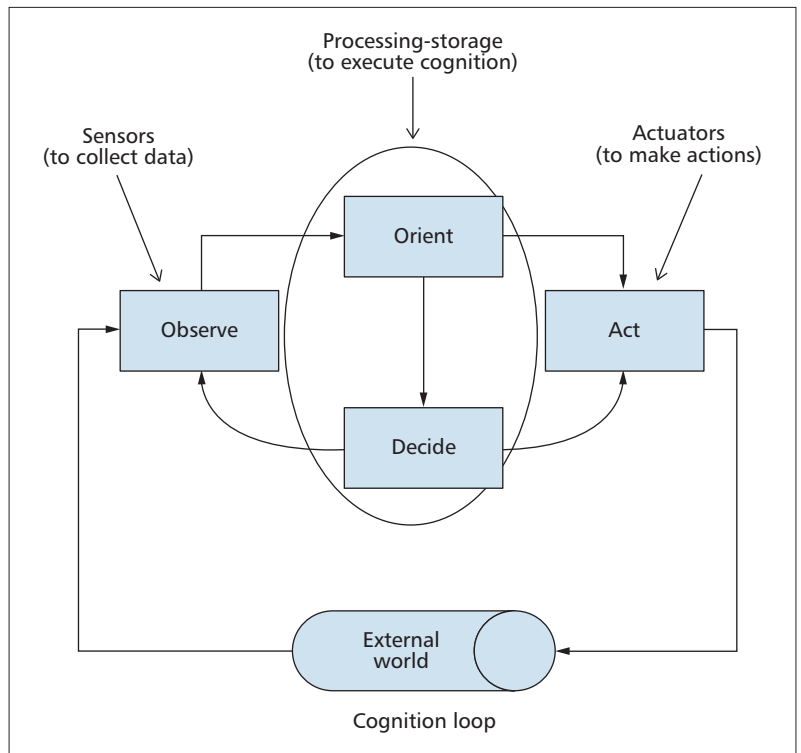 Processing-storage
(to execute cognition)
Sensors
(to collect data)
Actuators
(to make actions)
Orient
Observe
Act
Decide
External
world
Cognition loop